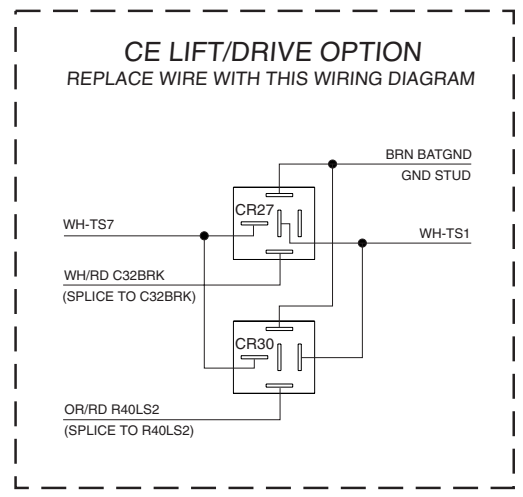 CE LIFT/DRIVE OPTION
REPLACE WIRE WITH THIS WIRING DIAGRAM
BRN BATGND
GND STUD
CR27
WH-TS7
WH-TS1
WH/RD C32BRK
(SPLICE TO C32BRK)
CR30
OR/RD R40LS2
(SPLICE TO R40LS2)